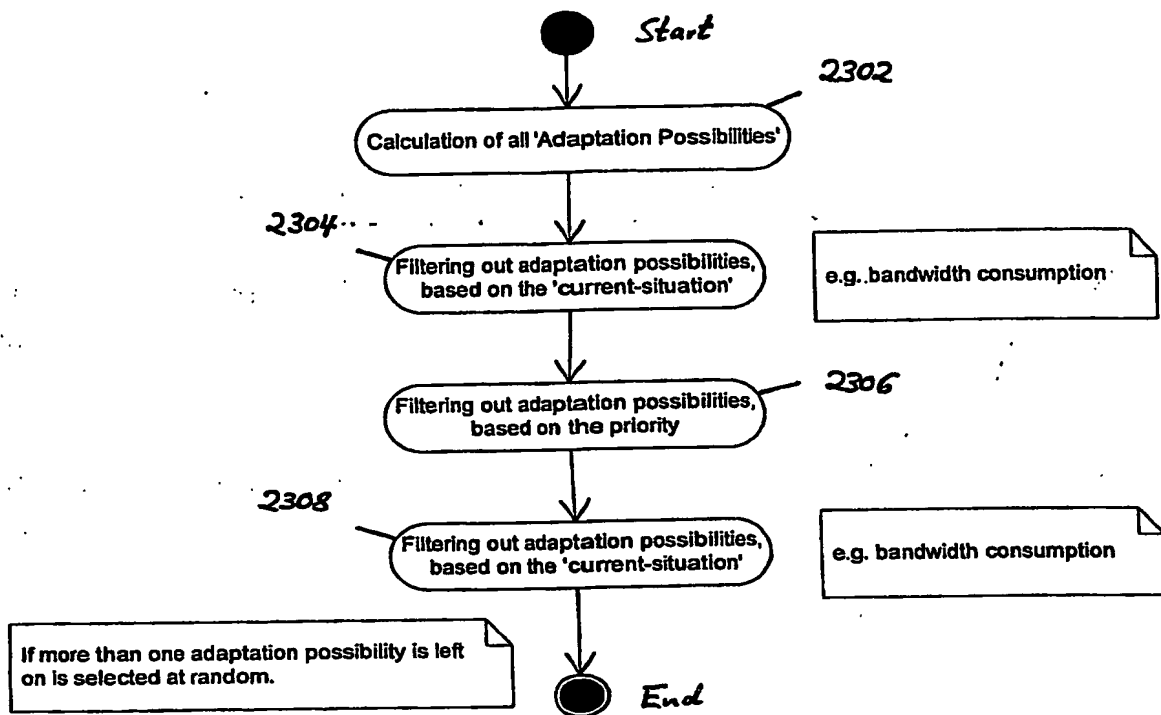 Start
2302
Calculation of all 'Adaptation Possibilities'
2304
Filtering out adaptation possibilities,
based on the 'current-situation'
e.g. bandwidth consumption
2306
Filtering out adaptation possibilities,
based on the priority
2308
Filtering out adaptation possibilities,
based on the 'current-situation'
e.g. bandwidth consumption
If more than one adaptation possibility is left
on is selected at random.
End